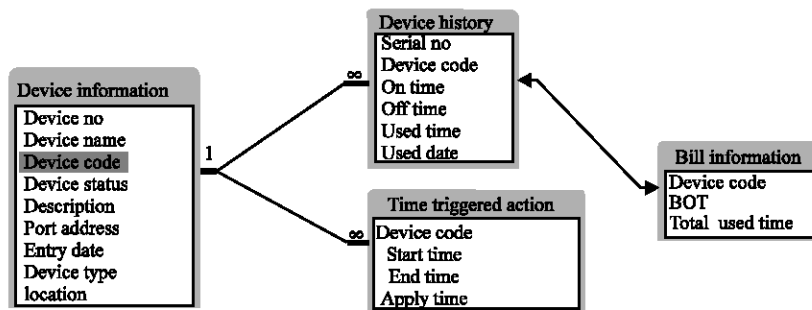 Device information
Device no
Device name
Device code
Device status
Description
Port address
Entry date
Device type
location
1
∞
∞
Device history
Serial no
Device code
On time
Off time
Used time
Used date
Time triggered action
Device code
Start time
End time
Apply time
Bill information
Device code
BOT
Total used time